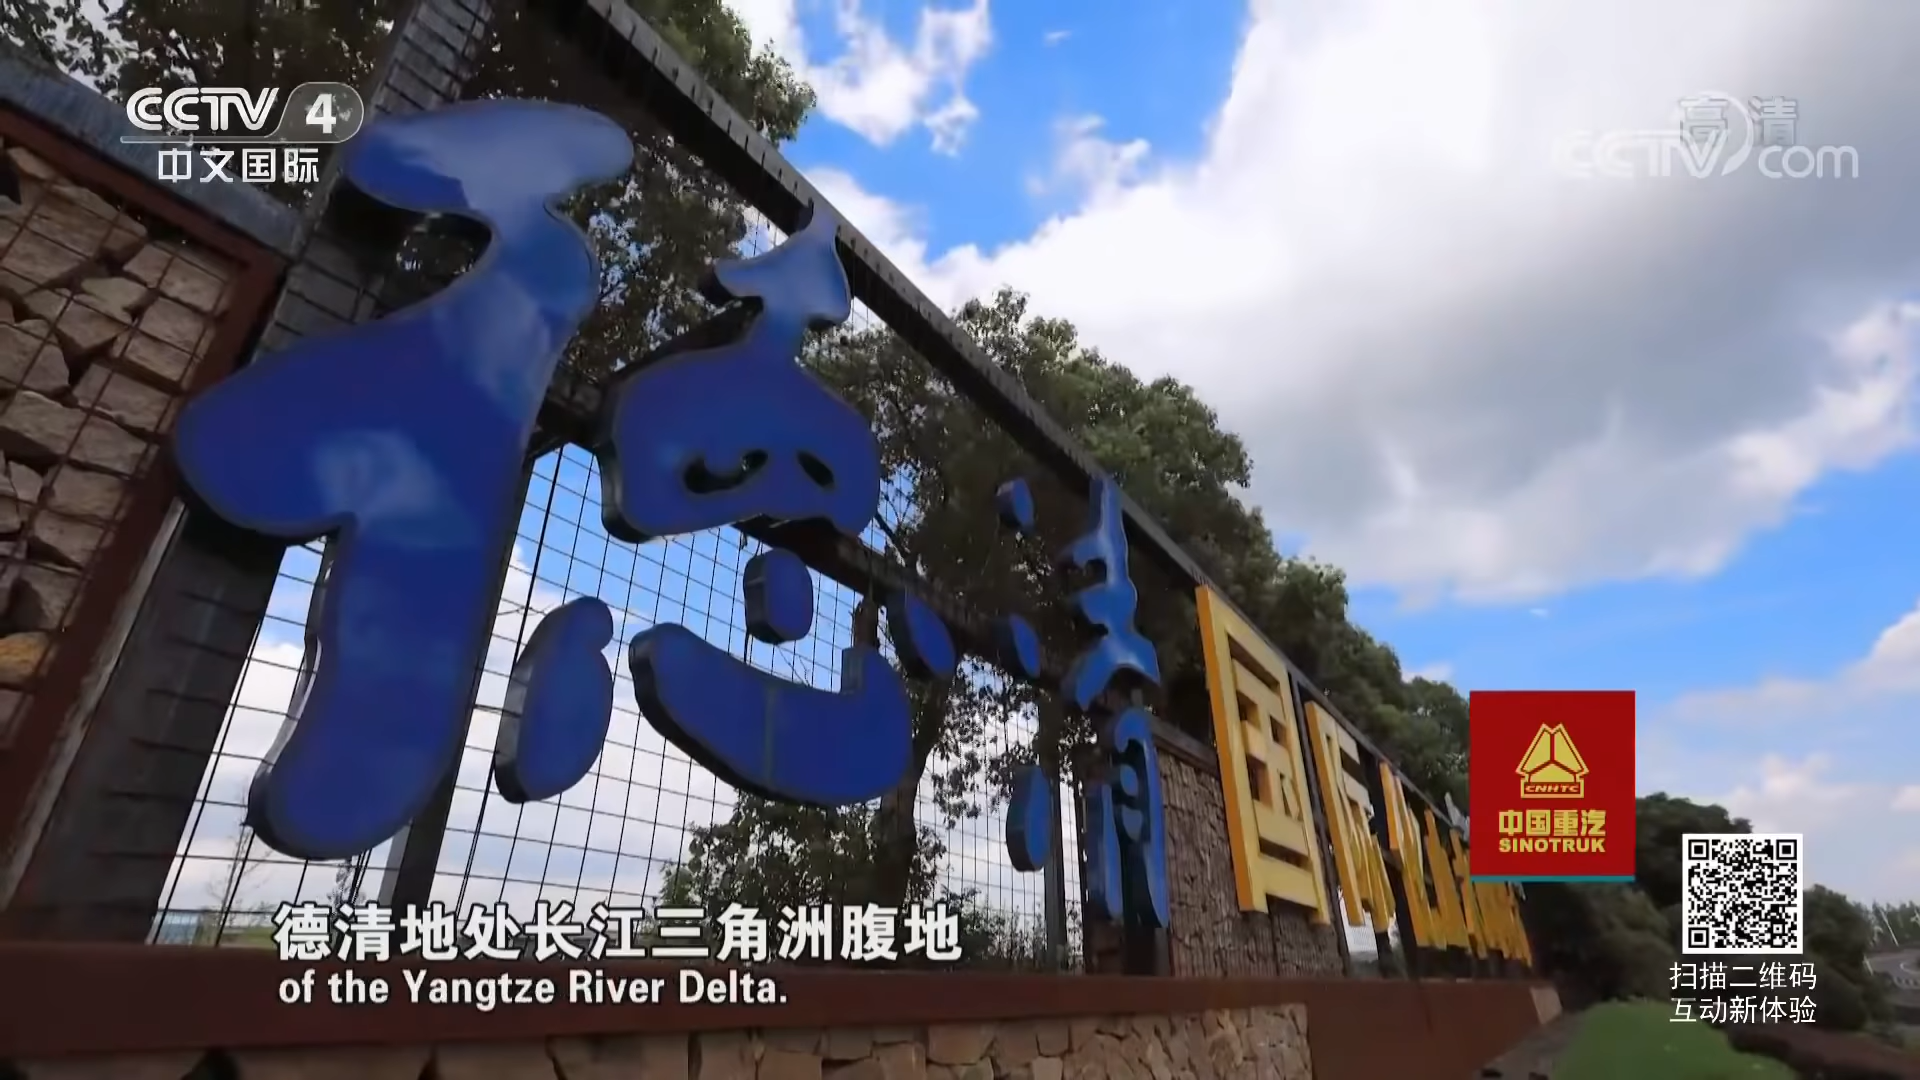 CCTV 4
中文国际
高清
CCTV.com
德清
国际
CNHTC
中国重汽
SINOTRUK
德清地处长江三角洲腹地
of the Yangtze River Delta.
扫描二维码
互动新体验